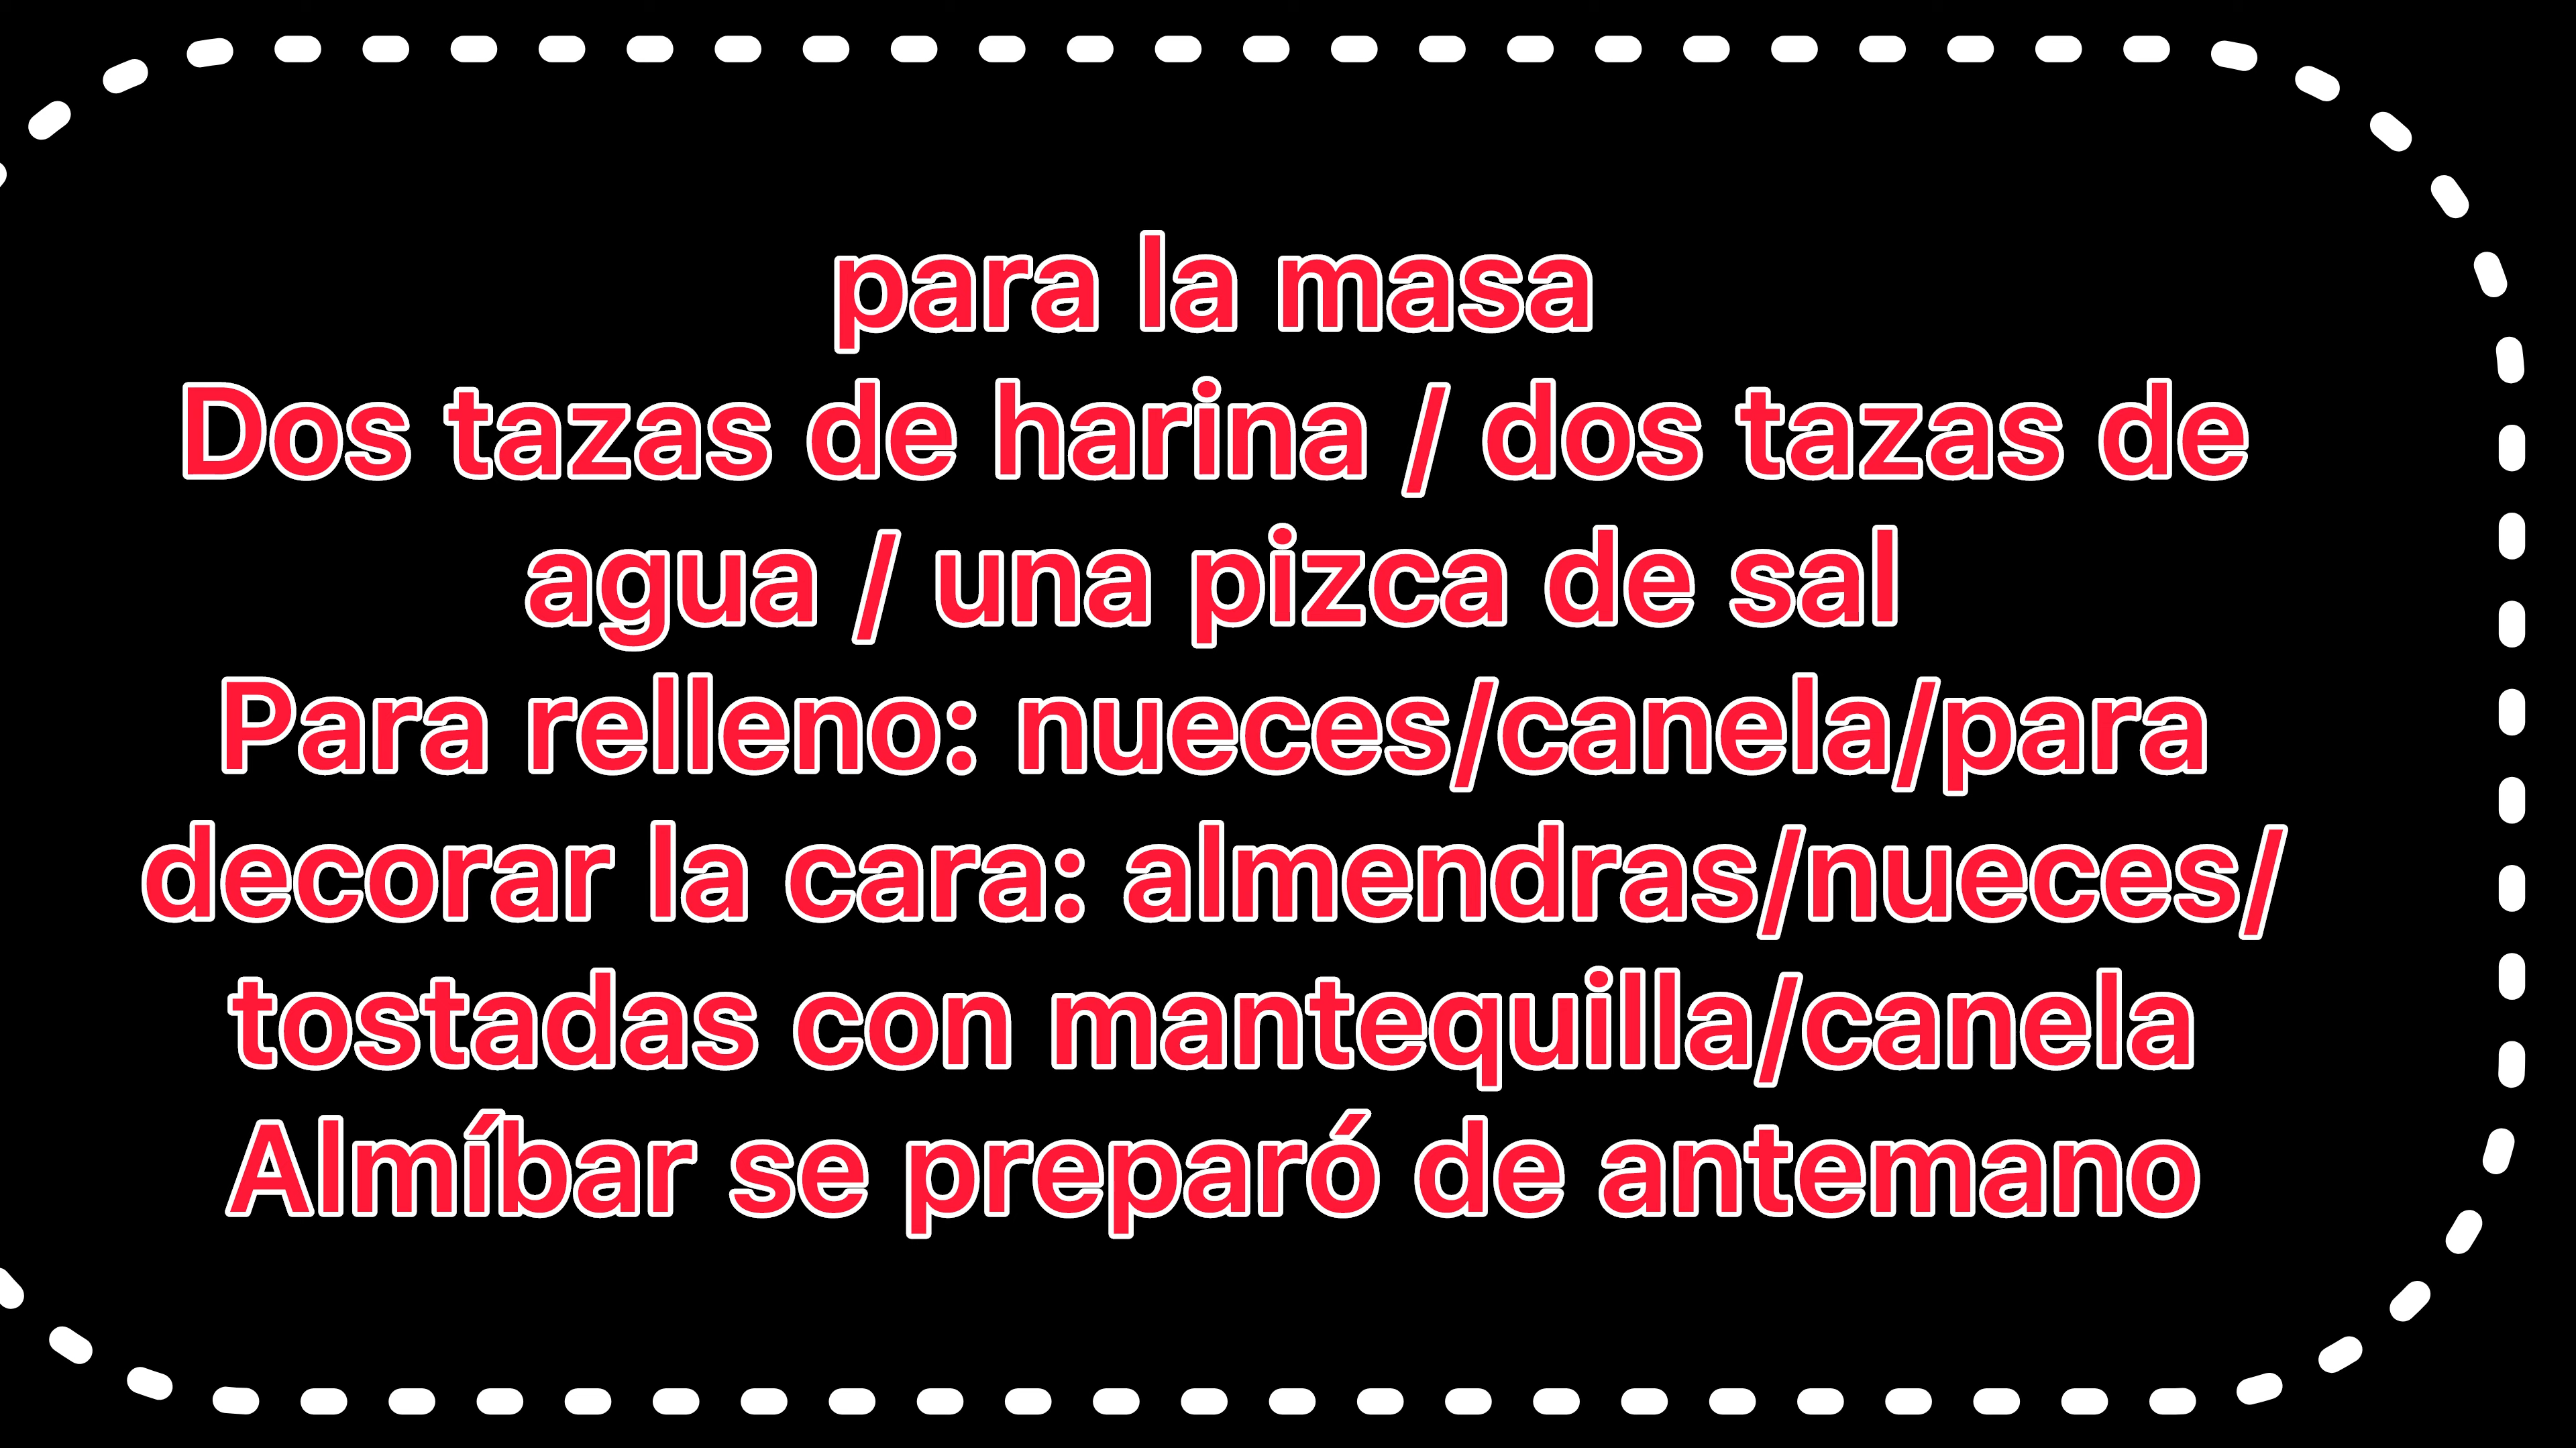 para la masa
Dos tazas de harina / dos tazas de
agua / una pizca de sal
Para relleno: nueces/canela/para
decorar la cara: almendras/nueces/
tostadas con mantequilla/canela
Almíbar se preparó de antemano